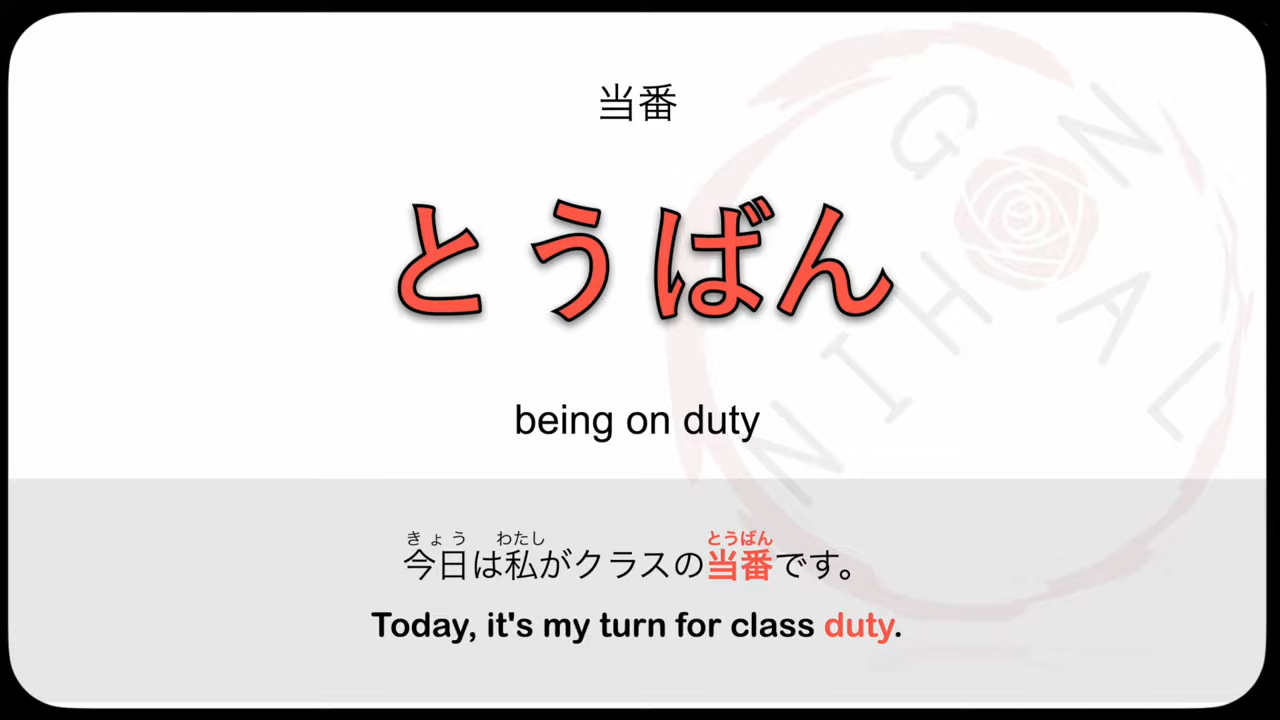 当番
とうばん
being on duty
きょう わたし とうばん
今日は私がクラスの当番です。
Today, it's my turn for class duty.
NIHON GAL